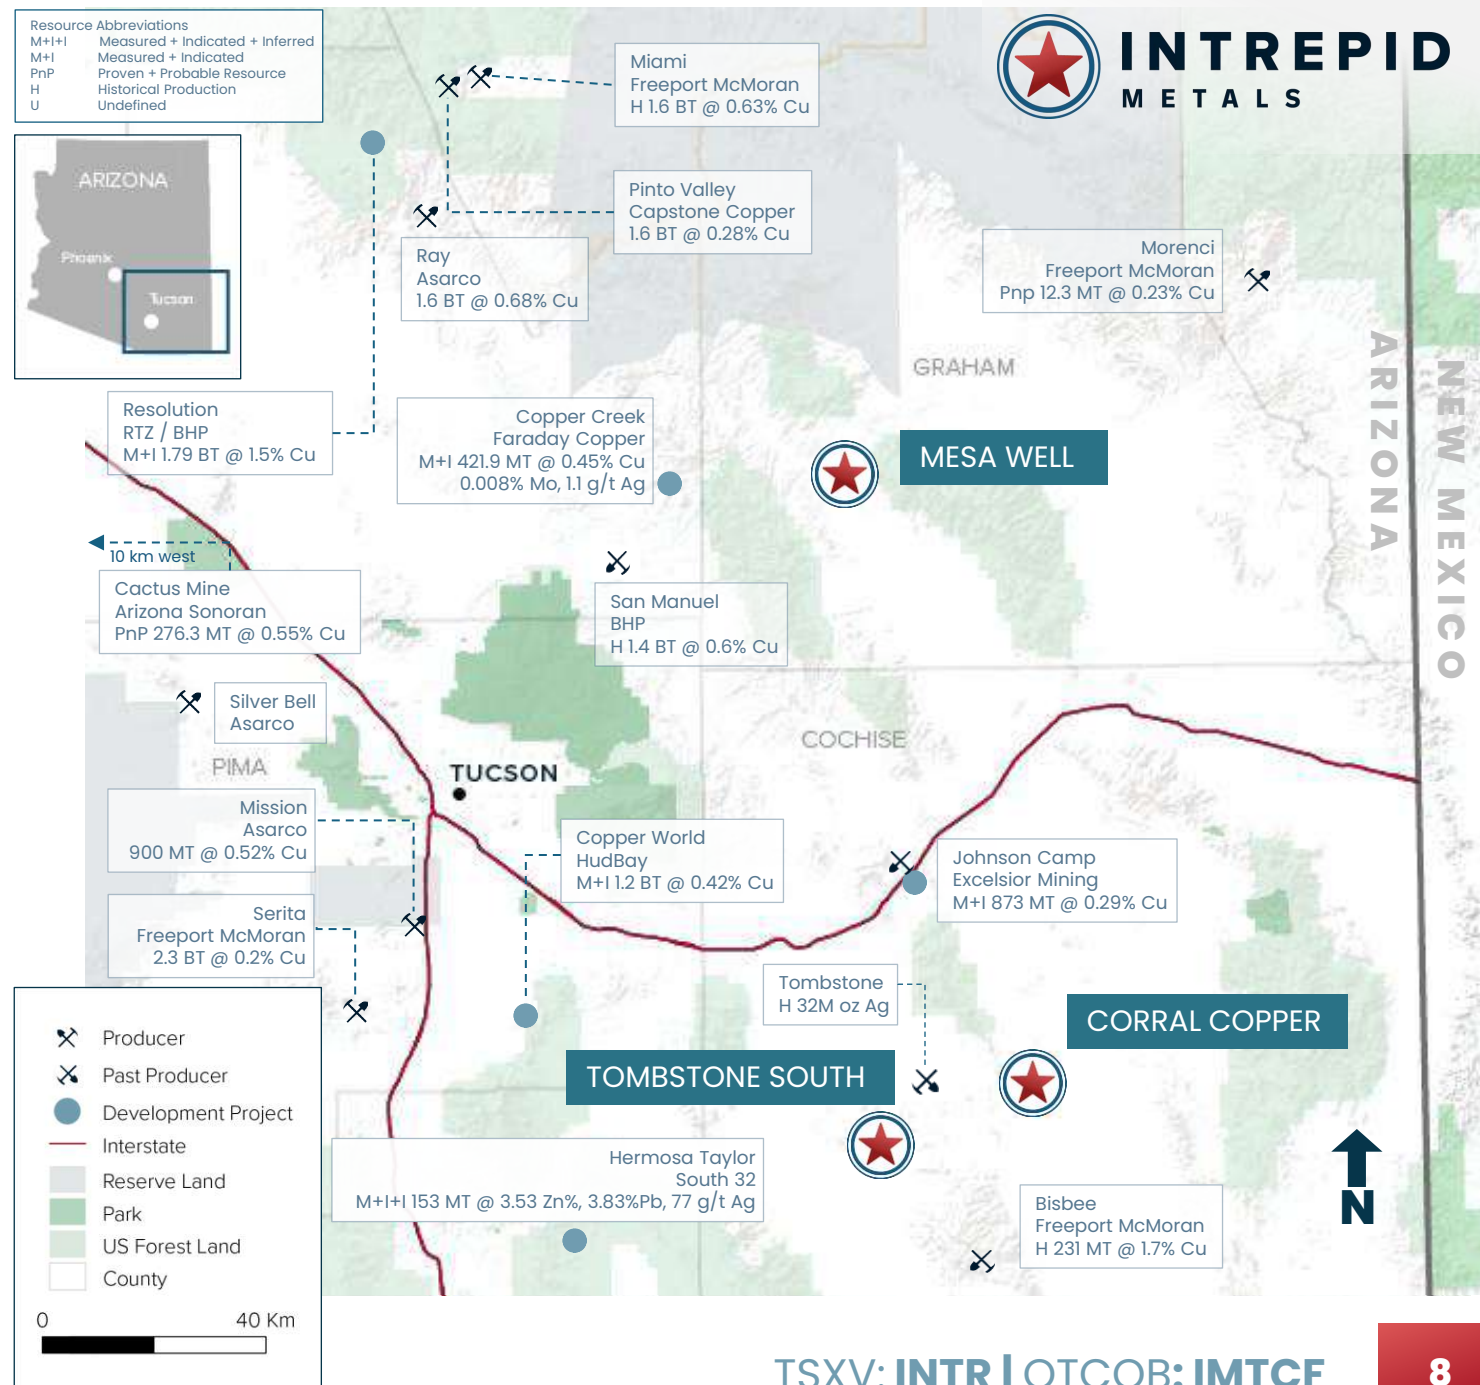 Resource Abbreviations
M+I+I Measured + Indicated + Inferred
M+I Measured + Indicated
PnP Proven + Probable Resource
H Historical Production
U Undefined
INTREPID
METALS
ARIZONA
Phoenix
Tucson
Miami
Freeport McMoran
H 1.6 BT @ 0.63% Cu
Pinto Valley
Capstone Copper
1.6 BT @ 0.28% Cu
Ray
Asarco
1.6 BT @ 0.68% Cu
Morenci
Freeport McMoran
Pnp 12.3 MT @ 0.23% Cu
GRAHAM
ARIZONA
NEW MEXICO
Resolution
RTZ / BHP
M+I 1.79 BT @ 1.5% Cu
Copper Creek
Faraday Copper
M+I 421.9 MT @ 0.45% Cu
0.008% Mo, 1.1 g/t Ag
MESA WELL
10 km west
Cactus Mine
Arizona Sonoran
PnP 276.3 MT @ 0.55% Cu
San Manuel
BHP
H 1.4 BT @ 0.6% Cu
Silver Bell
Asarco
PIMA
TUCSON
COCHISE
Mission
Asarco
900 MT @ 0.52% Cu
Copper World
HudBay
M+I 1.2 BT @ 0.42% Cu
Johnson Camp
Excelsior Mining
M+I 873 MT @ 0.29% Cu
Serita
Freeport McMoran
2.3 BT @ 0.2% Cu
Tombstone
H 32M oz Ag
CORRAL COPPER
TOMBSTONE SOUTH
Hermosa Taylor
South 32
M+I+I 153 MT @ 3.53 Zn%, 3.83%Pb, 77 g/t Ag
Bisbee
Freeport McMoran
H 231 MT @ 1.7% Cu
N
Producer
Past Producer
Development Project
Interstate
Reserve Land
Park
US Forest Land
County
0 40 Km
TSXV: INTR | OTCQB: IMTCF
8